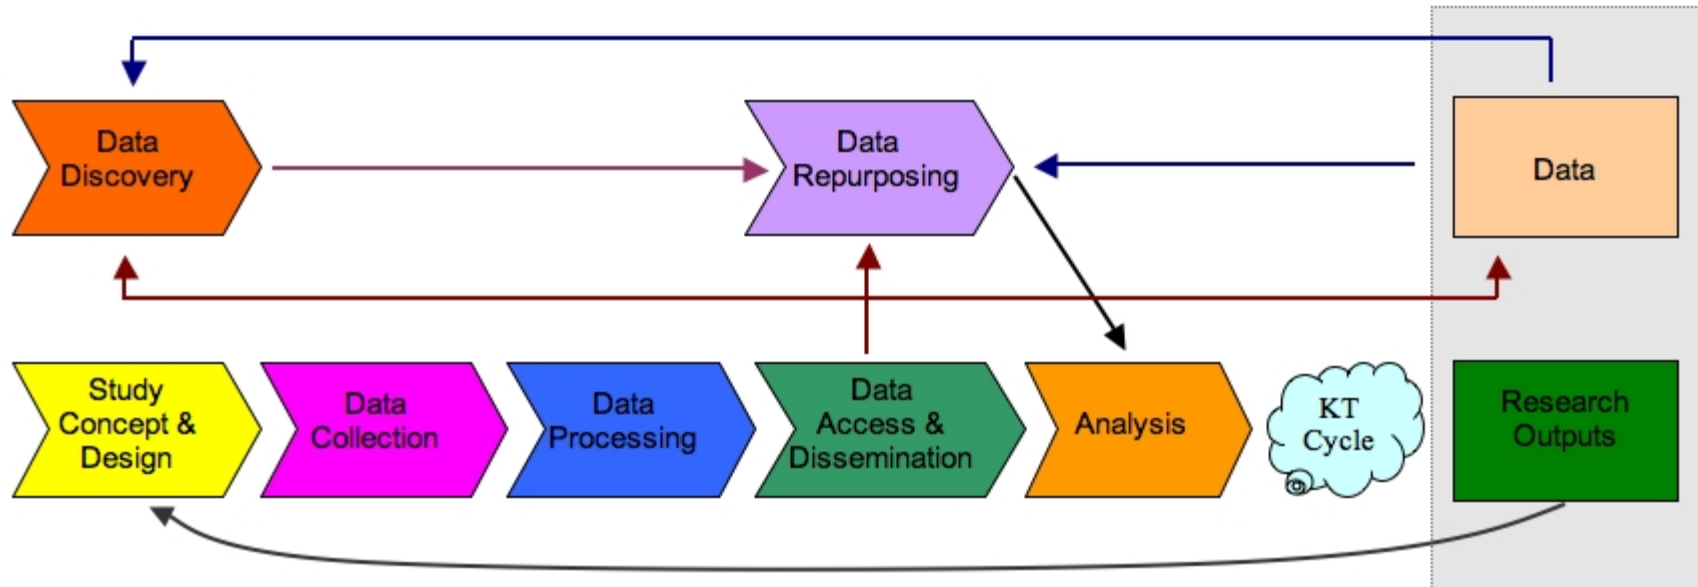 Data
Discovery
Data
Repurposing
Data
Study
Concept &
Design
Data
Collection
Data
Processing
Data
Access &
Dissemination
Analysis
KT
Cycle
Research
Outputs